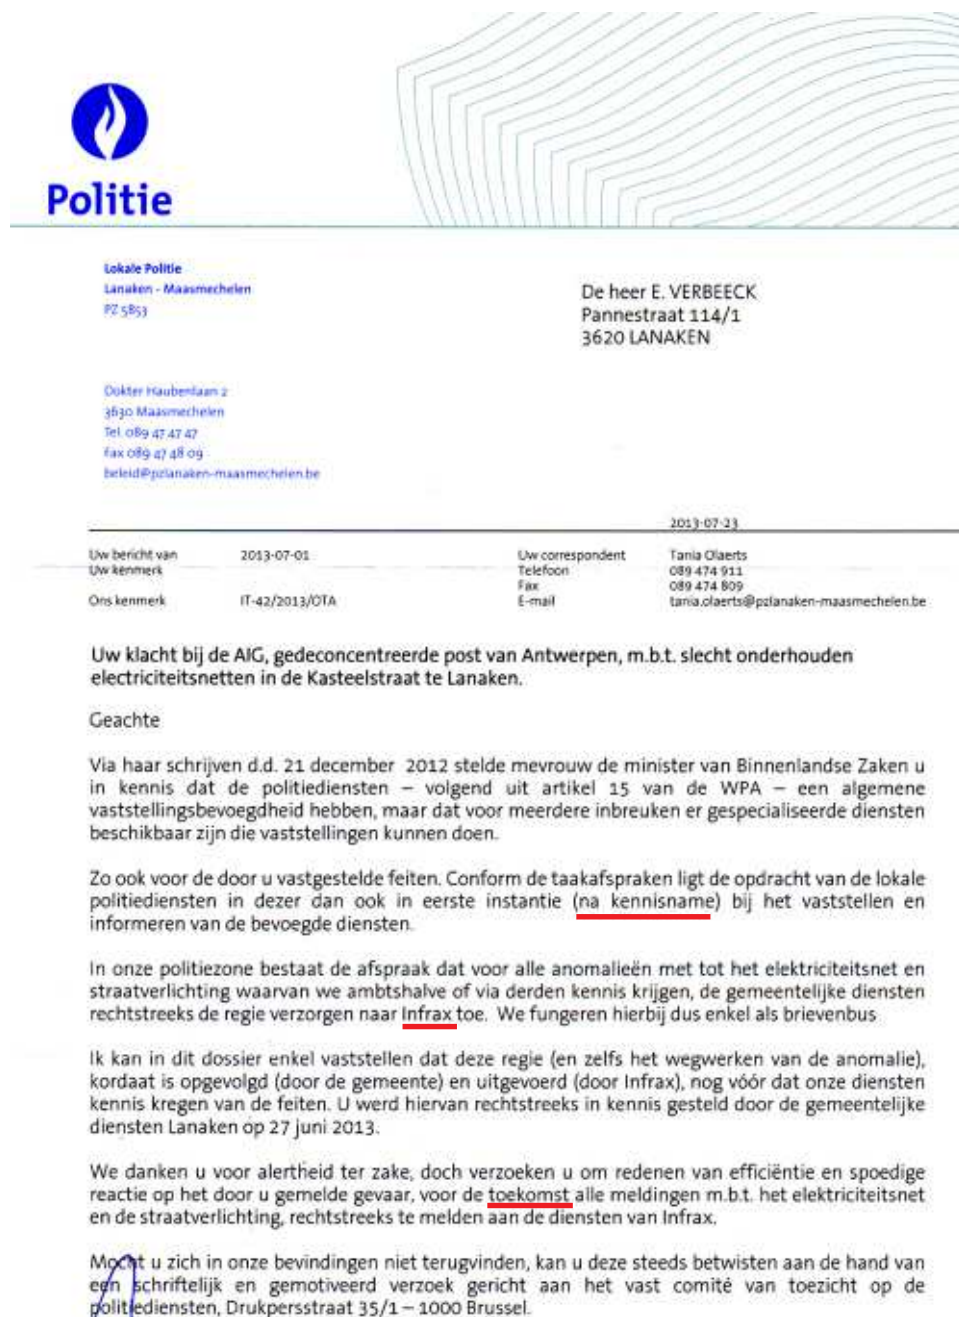 Politie
Lokale Politie
Lanaken - Maasmechelen
PZ 5853
De heer E. VERBEECK
Pannestraat 114/1
3620 LANAKEN
Dokter Haubenlaan 2
3630 Maasmechelen
Tel. 089 47 47 47
Fax 089 47 48 09
beleid@pzlanaken-maasmechelen.be
2013-07-23
Uw bericht van 2013-07-01 Uw correspondent Tania Olaerts
Uw kenmerk Telefoon 089 474 911
Fax 089 474 809
Ons kenmerk IT-42/2013/OTA E-mail tania.olaerts@pzlanaken-maasmechelen.be
Uw klacht bij de AIG, gedeconcentreerde post van Antwerpen, m.b.t. slecht onderhouden
electriciteitsnetten in de Kasteelstraat te Lanaken.
Geachte
Via haar schrijven d.d. 21 december 2012 stelde mevrouw de minister van Binnenlandse Zaken u
in kennis dat de politiediensten – volgend uit artikel 15 van de WPA – een algemene
vaststellingsbevoegdheid hebben, maar dat voor meerdere inbreuken er gespecialiseerde diensten
beschikbaar zijn die vaststellingen kunnen doen.
Zo ook voor de door u vastgestelde feiten. Conform de taakafspraken ligt de opdracht van de lokale
politiediensten in dezer dan ook in eerste instantie (na kennisname) bij het vaststellen en
informeren van de bevoegde diensten.
In onze politiezone bestaat de afspraak dat voor alle anomalieën met tot het elektriciteitsnet en
straatverlichting waarvan we ambtshalve of via derden kennis krijgen, de gemeentelijke diensten
rechtstreeks de regie verzorgen naar Infrax toe. We fungeren hierbij dus enkel als brievenbus
Ik kan in dit dossier enkel vaststellen dat deze regie (en zelfs het wegwerken van de anomalie),
kordaat is opgevolgd (door de gemeente) en uitgevoerd (door Infrax), nog vóór dat onze diensten
kennis kregen van de feiten. U werd hiervan rechtstreeks in kennis gesteld door de gemeentelijke
diensten Lanaken op 27 juni 2013.
We danken u voor alertheid ter zake, doch verzoeken u om redenen van efficiëntie en spoedige
reactie op het door u gemelde gevaar, voor de toekomst alle meldingen m.b.t. het elektriciteitsnet
en de straatverlichting, rechtstreeks te melden aan de diensten van Infrax.
Mocht u zich in onze bevindingen niet terugvinden, kan u deze steeds betwisten aan de hand van
een schriftelijk en gemotiveerd verzoek gericht aan het vast comité van toezicht op de
politiediensten, Drukpersstraat 35/1 – 1000 Brussel.